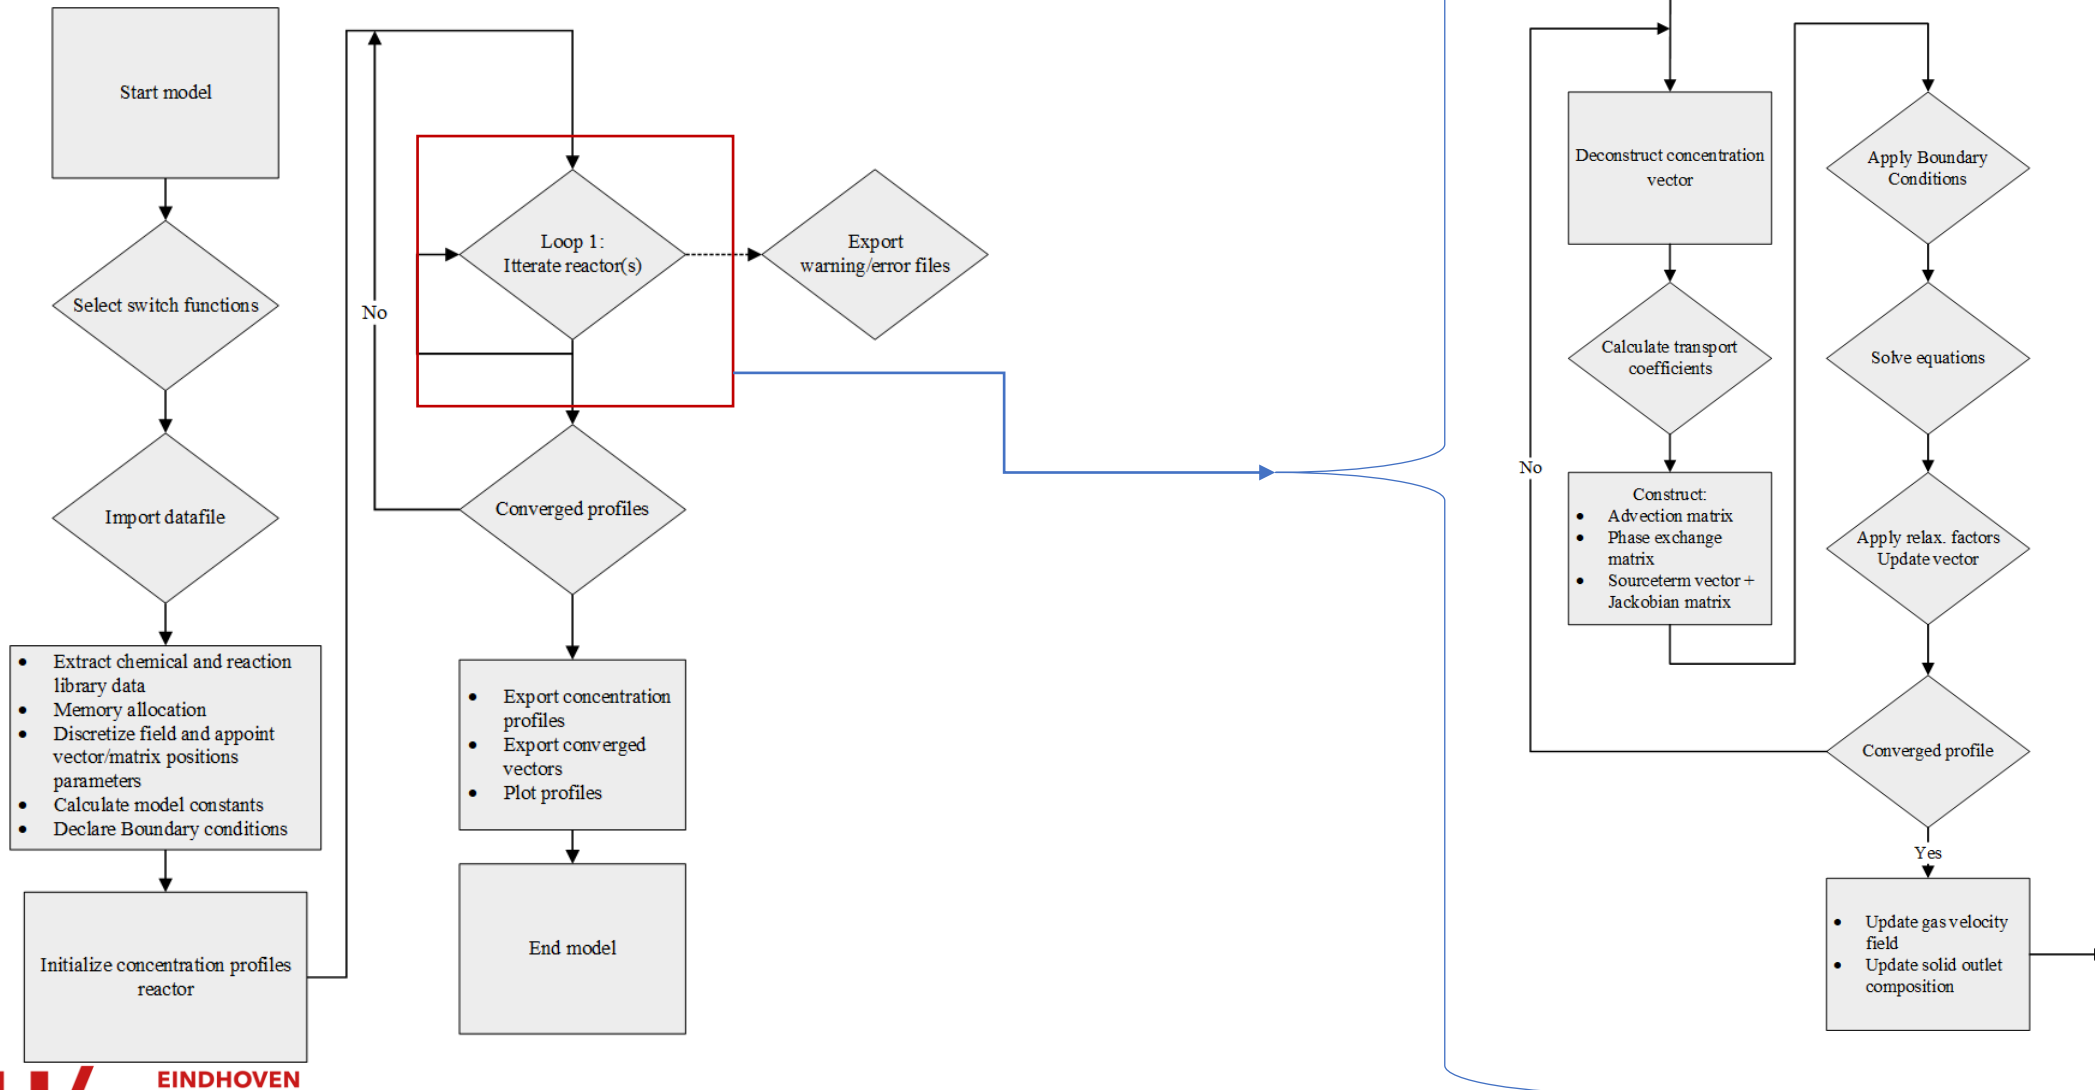 Start model
Select switch functions
Import datafile
• Extract chemical and reaction
library data
• Memory allocation
• Discretize field and appoint
vector/matrix positions
parameters
• Calculate model constants
• Declare Boundary conditions
Initialize concentration profiles
reactor
No
Loop 1:
Itterate reactor(s)
Export
warning/error files
Converged profiles
• Export concentration
profiles
• Export converged
vectors
• Plot profiles
End model
No
Deconstruct concentration
vector
Calculate transport
coefficients
Construct:
• Advection matrix
• Phase exchange
matrix
• Sourceterm vector +
Jackobian matrix
Apply Boundary
Conditions
Solve equations
Apply relax. factors
Update vector
Converged profile
Yes
• Update gas velocity
field
• Update solid outlet
composition
EINDHOVEN